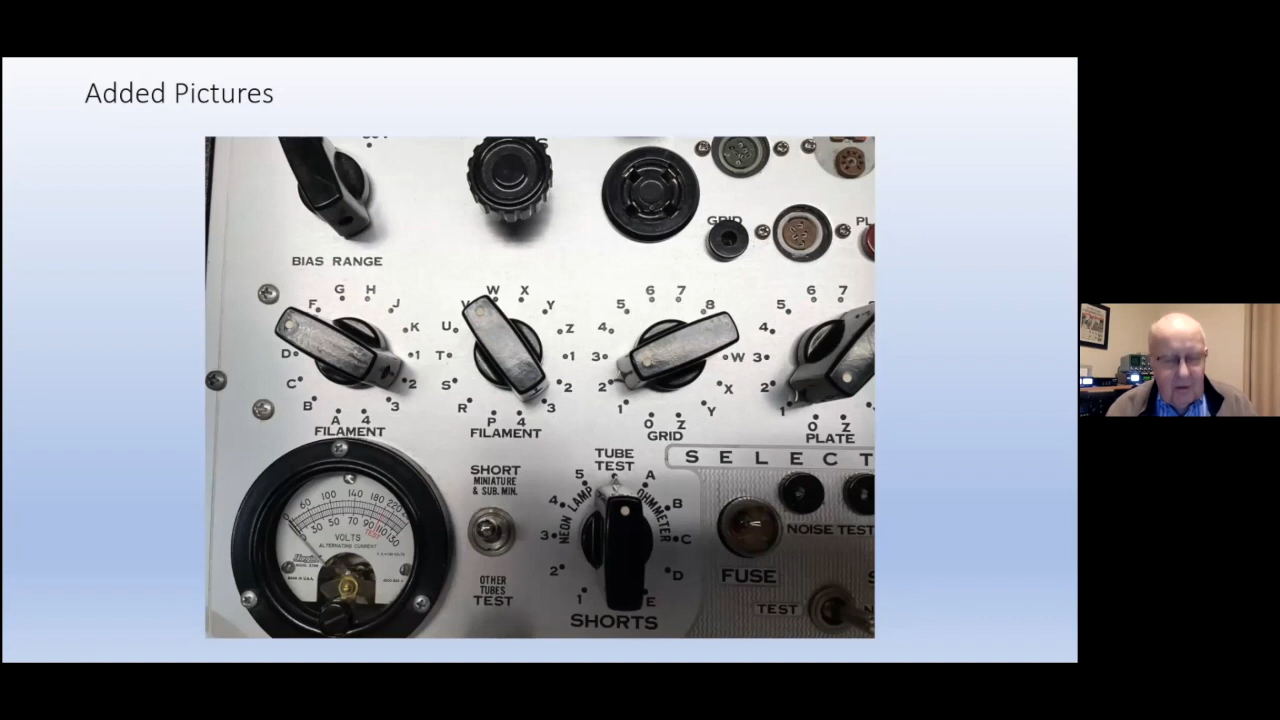 Added Pictures
GRID
BIAS RANGE
F G H J K 1 2 3 4 A B C D
FILAMENT
W X Y Z 1 2 3 4 P R S T U
FILAMENT
0 1 2 3 4 5 6 7 8 W X Y Z
GRID
1 2 3 4 5 6 7 0 Z
PLATE
SELECT
60 100 140 180 220
30 50 70 90 110 130
TEST
VOLTS
ALTERNATING CURRENT
SHORT
MINIATURE
& SUB. MIN.
OTHER
TUBES
TEST
TUBE
TEST
1 2 3 4 5 A B C D E
NEON LAMP
OHMMETER
SHORTS
FUSE
NOISE TEST
TEST